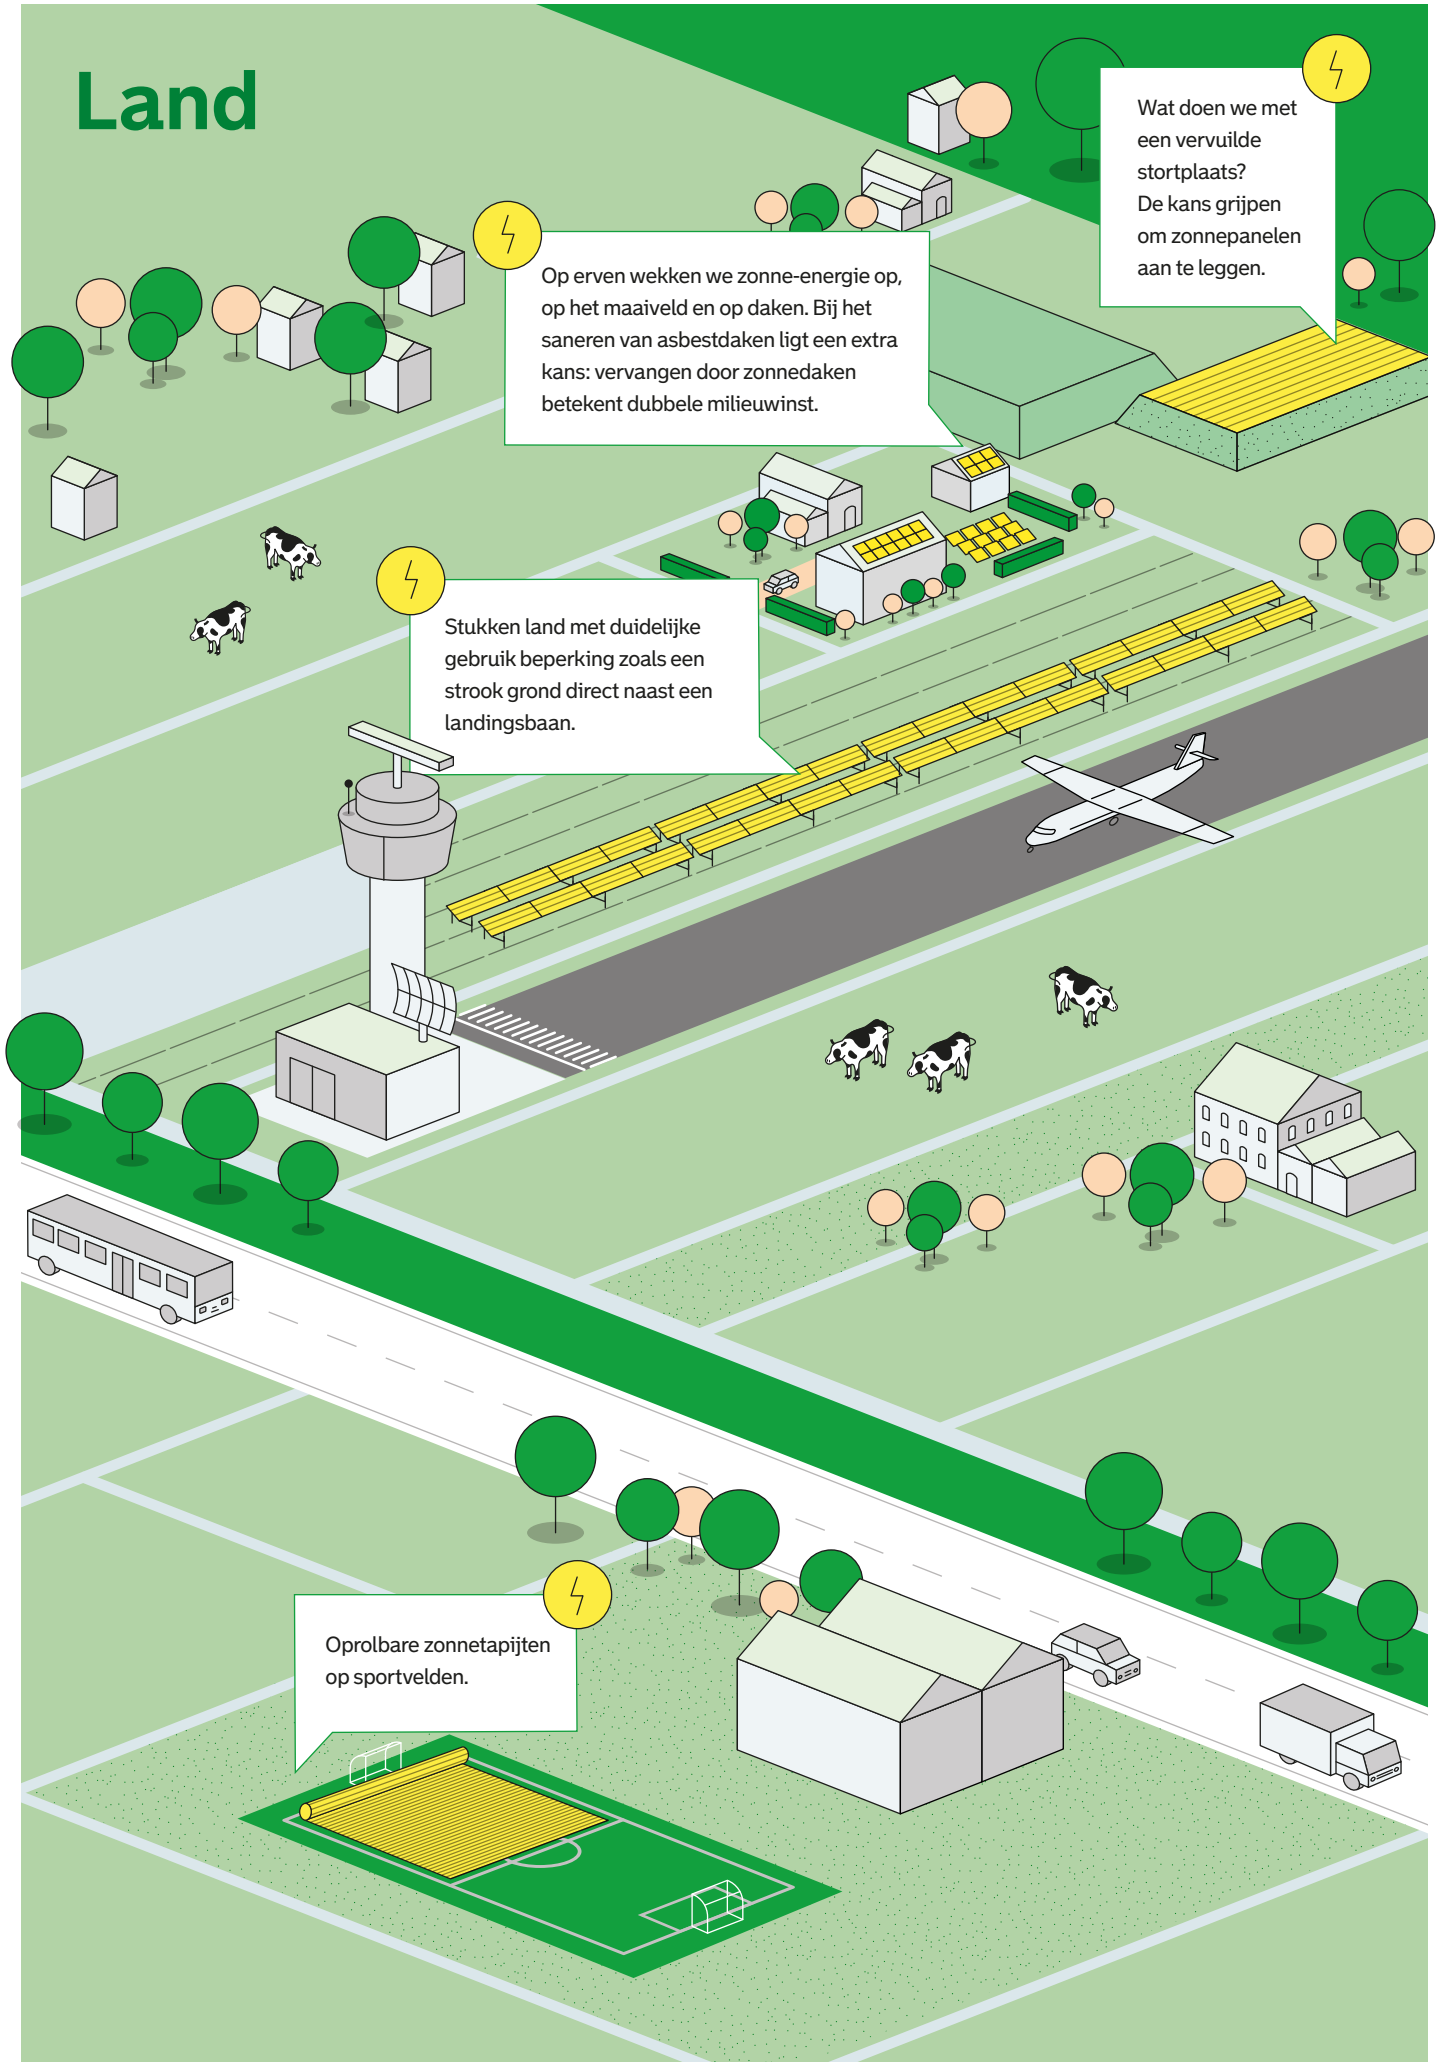 Land
Wat doen we met
een vervuilde
stortplaats?
De kans grijpen
om zonnepanelen
aan te leggen.
Op erven wekken we zonne-energie op,
op het maaiveld en op daken. Bij het
saneren van asbestdaken ligt een extra
kans: vervangen door zonnedaken
betekent dubbele milieuwinst.
Stukken land met duidelijke
gebruik beperking zoals een
strook grond direct naast een
landingsbaan.
Oprolbare zonnetapijten
op sportvelden.